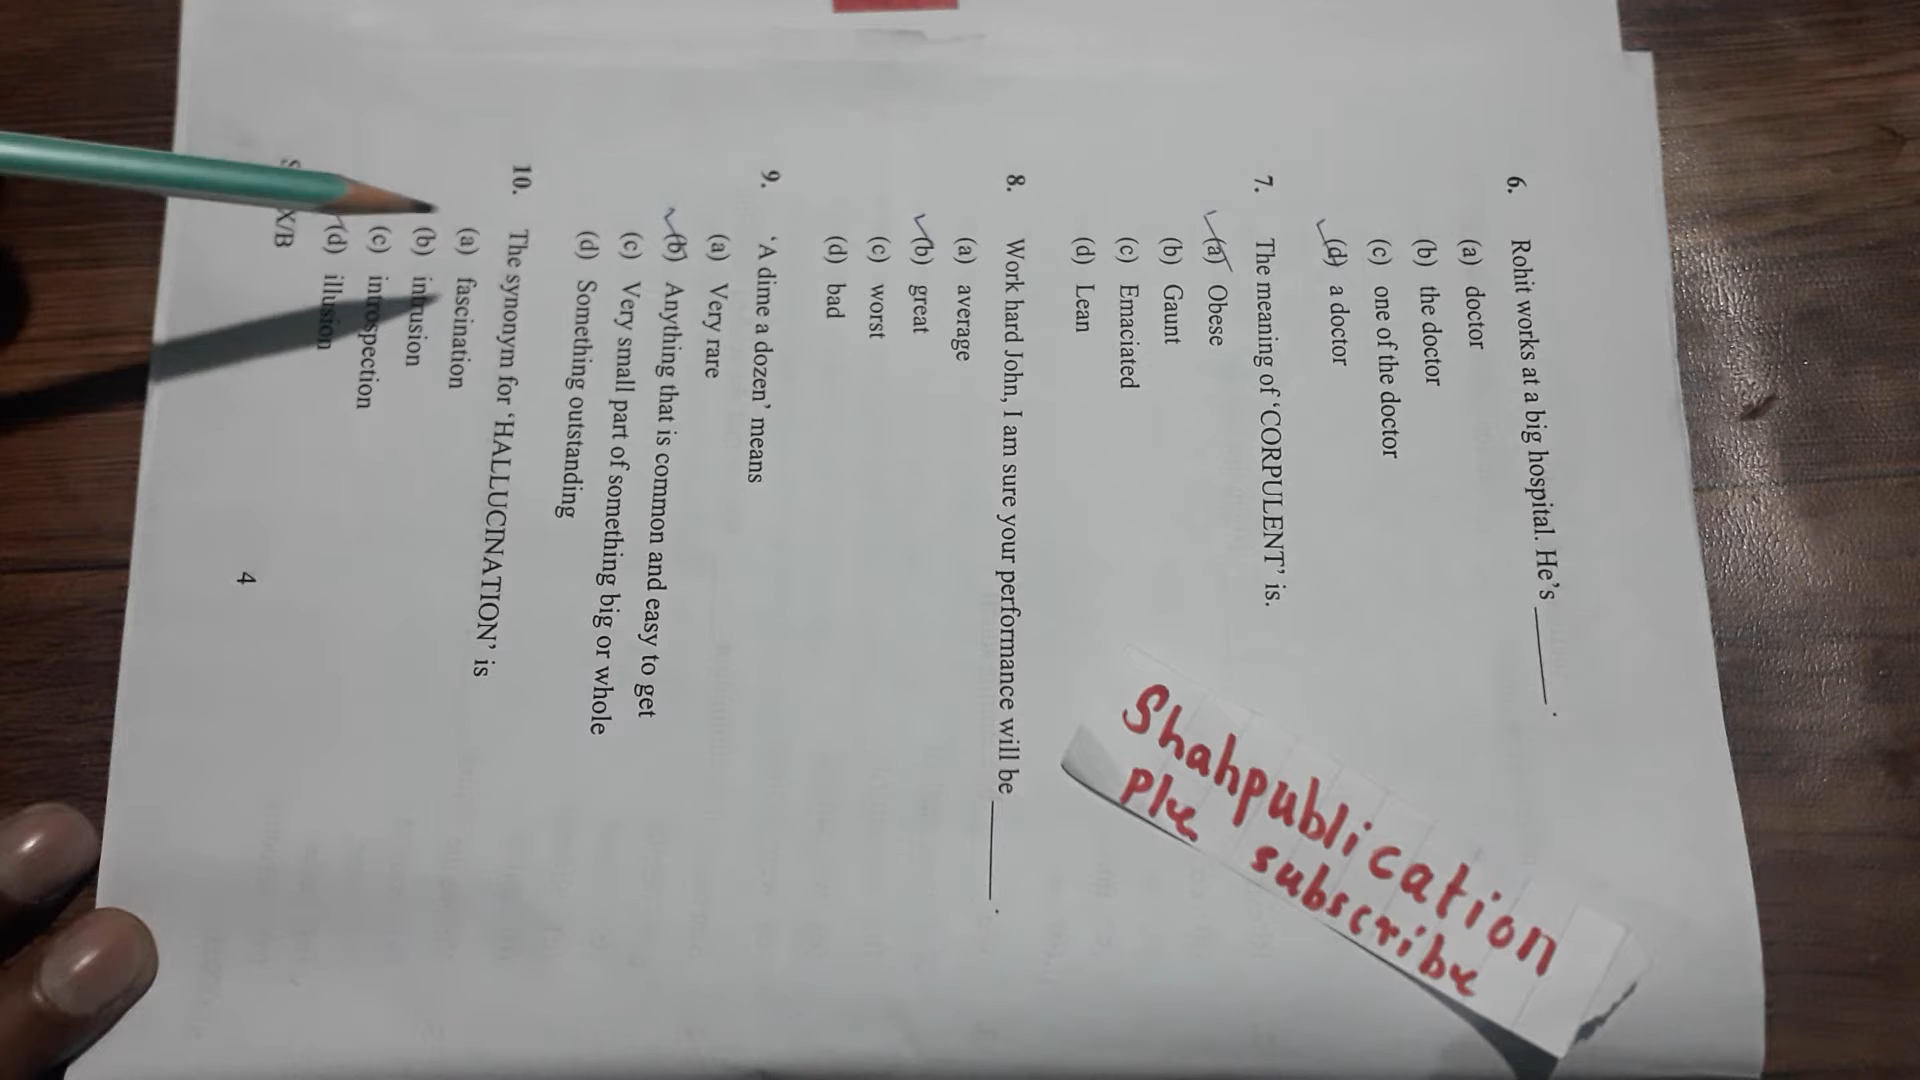 6. Rohit works at a big hospital. He's ______.
(a) doctor
(b) the doctor
(c) one of the doctor
(d) a doctor
7. The meaning of 'CORPULENT' is.
(a) Obese
(b) Gaunt
(c) Emaciated
(d) Lean
8. Work hard John, I am sure your performance will be ______.
(a) average
(b) great
(c) worst
(d) bad
9. 'A dime a dozen' means
(a) Very rare
(b) Anything that is common and easy to get
(c) Very small part of something big or whole
(d) Something outstanding
10. The synonym for 'HALLUCINATION' is
(a) fascination
(b) intrusion
(c) introspection
(d) illusion
X/B
4
Shahpublication
plz subscribe